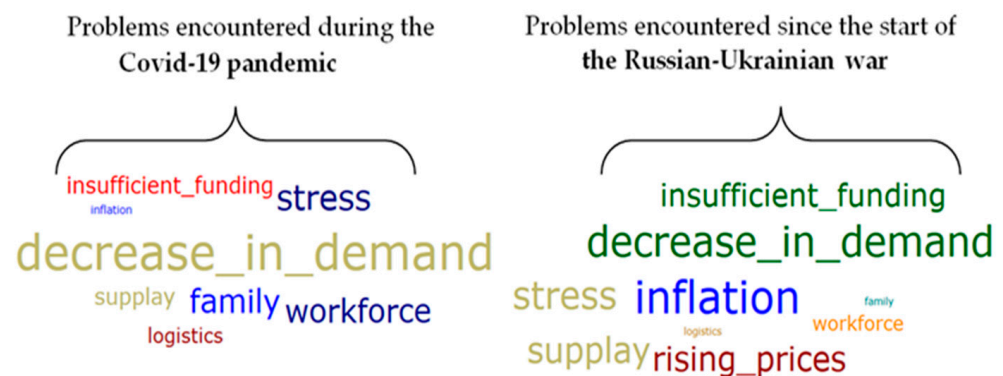 Problems encountered during the
Covid-19 pandemic
insufficient_funding
stress
inflation
decrease_in_demand
supplay
family
workforce
logistics
Problems encountered since the start of
the Russian-Ukrainian war
insufficient_funding
decrease_in_demand
stress
inflation
family
workforce
logistics
supplay
rising_prices